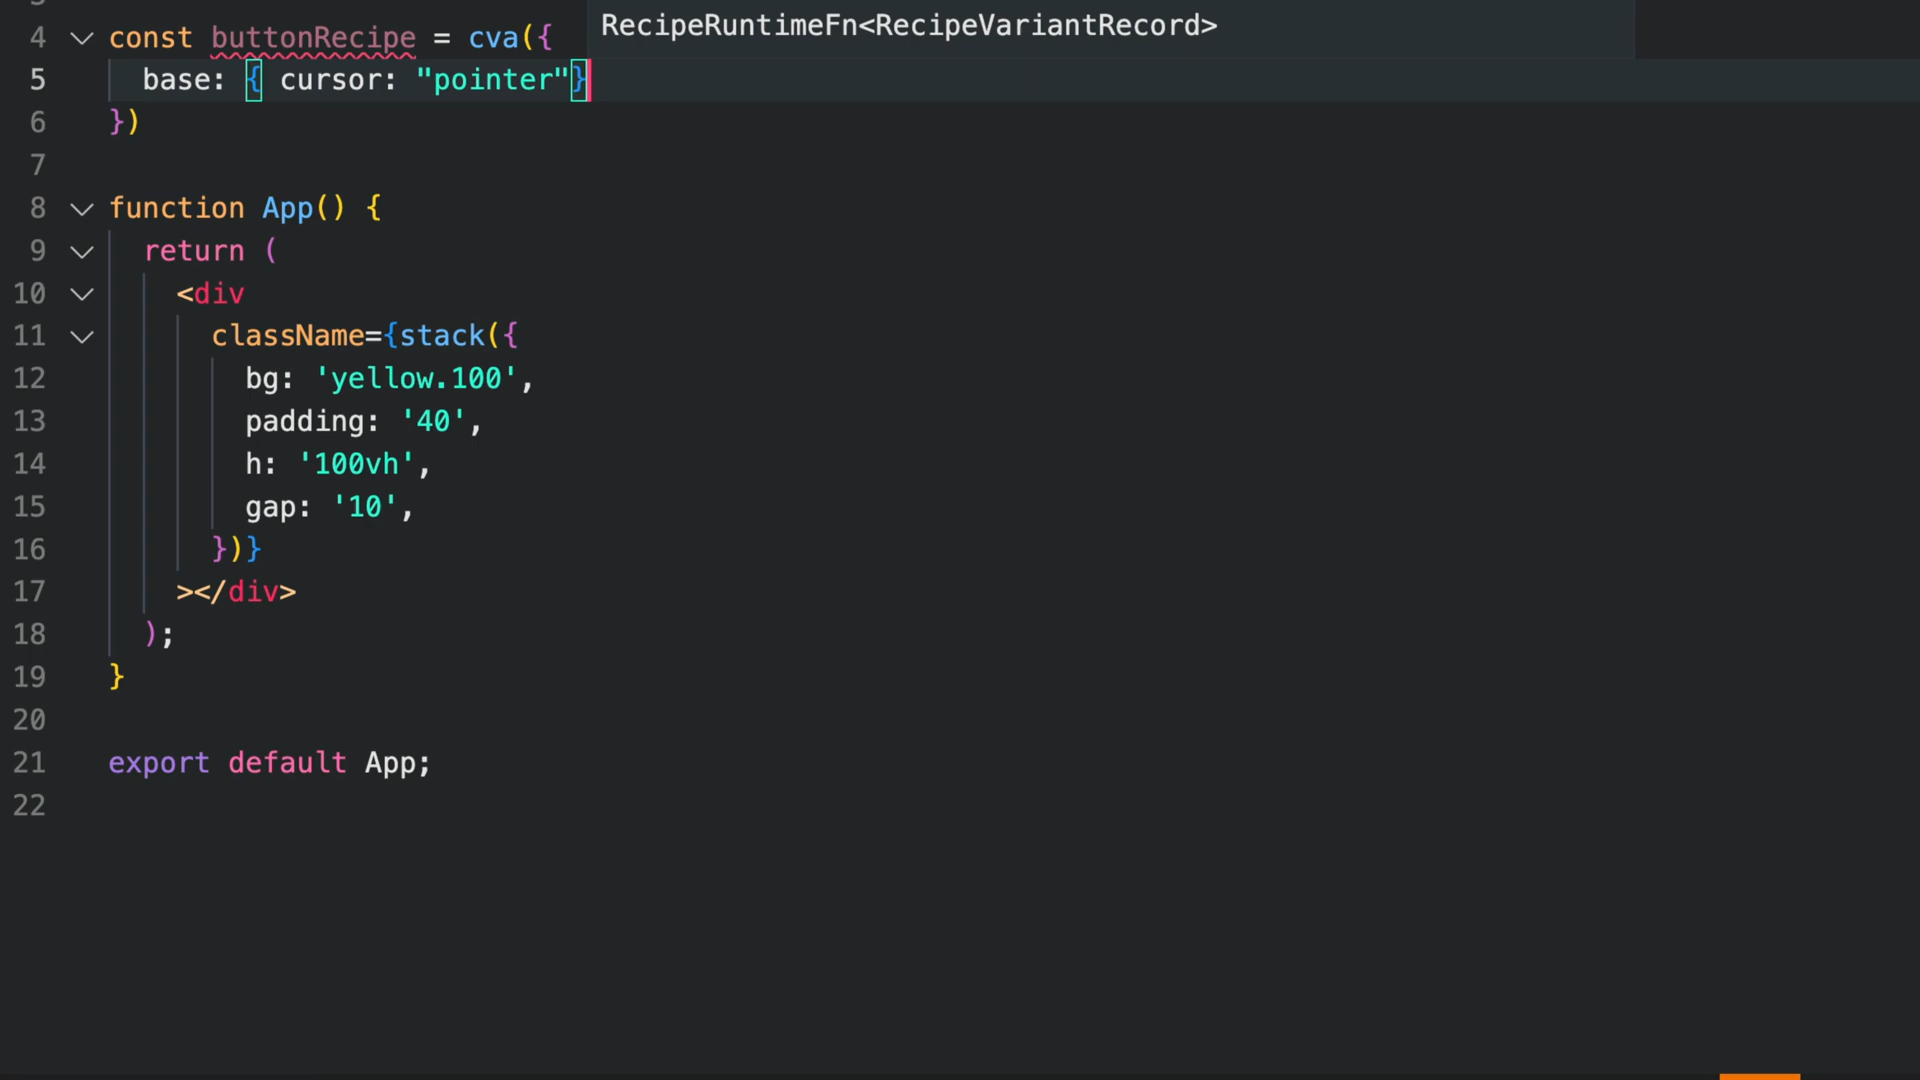 RecipeRuntimeFn<RecipeVariantRecord>
4 const buttonRecipe = cva({
5 base: { cursor: "pointer"}
6 })
7
8 function App() {
9 return (
10 <div
11 className={stack({
12 bg: 'yellow.100',
13 padding: '40',
14 h: '100vh',
15 gap: '10',
16 })}
17 ></div>
18 );
19 }
20
21 export default App;
22